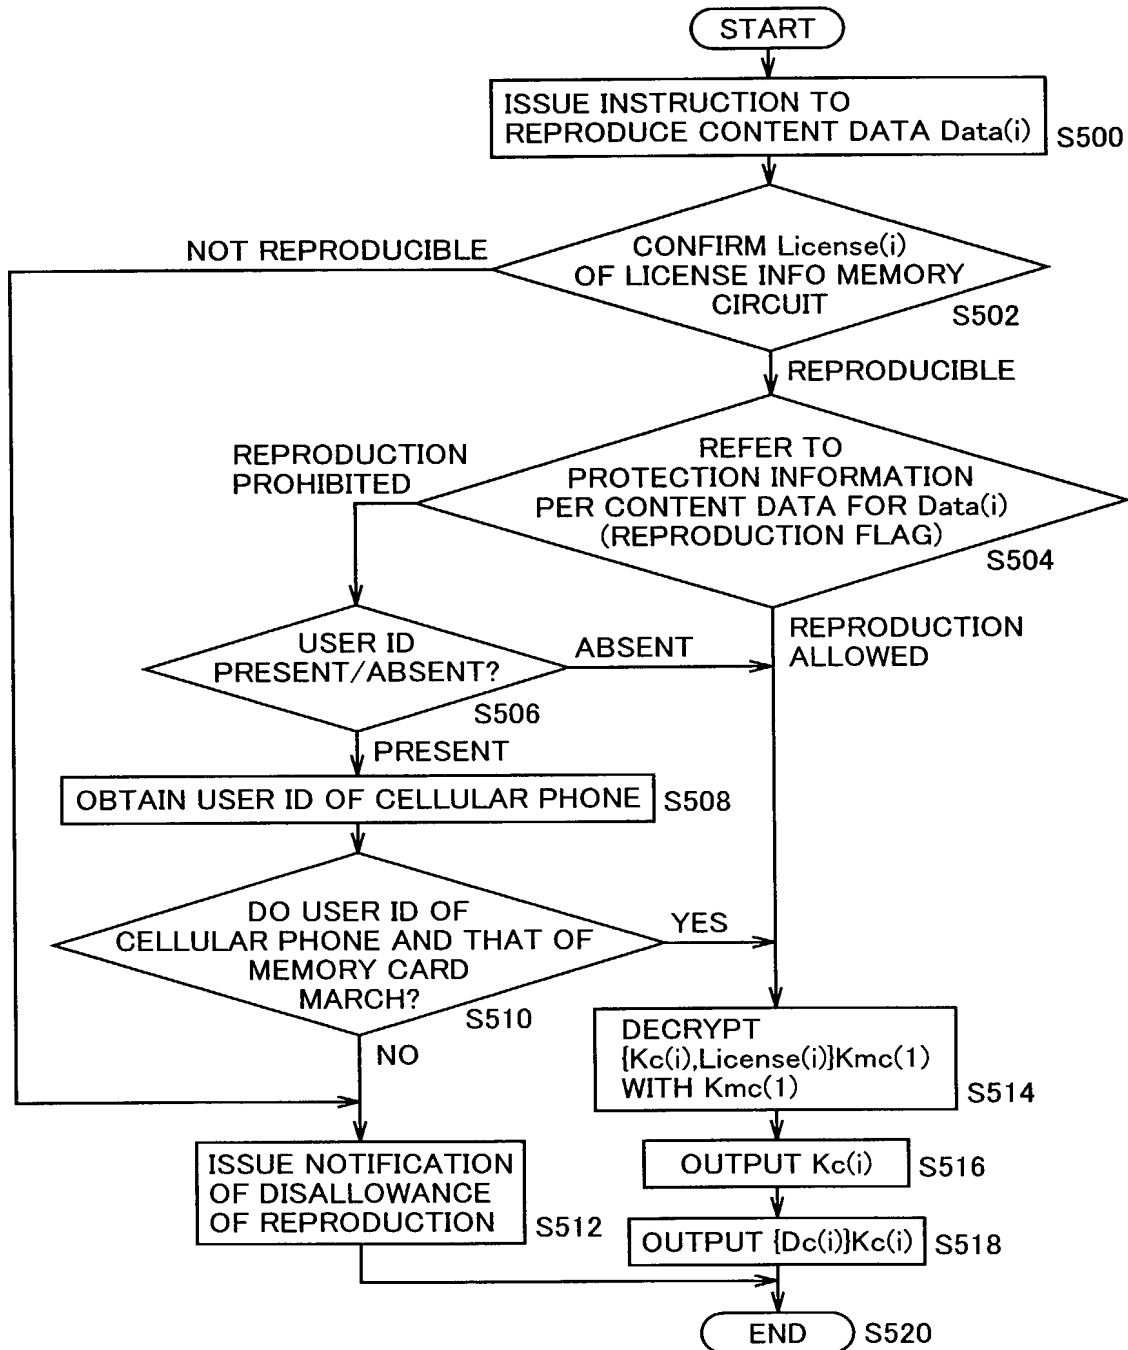 START
ISSUE INSTRUCTION TO
REPRODUCE CONTENT DATA Data(i)
S500
NOT REPRODUCIBLE
CONFIRM License(i)
OF LICENSE INFO MEMORY
CIRCUIT
S502
REPRODUCIBLE
REPRODUCTION
PROHIBITED
REFER TO
PROTECTION INFORMATION
PER CONTENT DATA FOR Data(i)
(REPRODUCTION FLAG)
S504
REPRODUCTION
ALLOWED
USER ID
PRESENT/ABSENT?
ABSENT
S506
PRESENT
OBTAIN USER ID OF CELLULAR PHONE
S508
DO USER ID OF
CELLULAR PHONE AND THAT OF
MEMORY CARD
MARCH?
YES
S510
NO
DECRYPT
{Kc(i),License(i)}Kmc(1)
WITH Kmc(1)
S514
ISSUE NOTIFICATION
OF DISALLOWANCE
OF REPRODUCTION
S512
OUTPUT Kc(i)
S516
OUTPUT {Dc(i)}Kc(i)
S518
END
S520